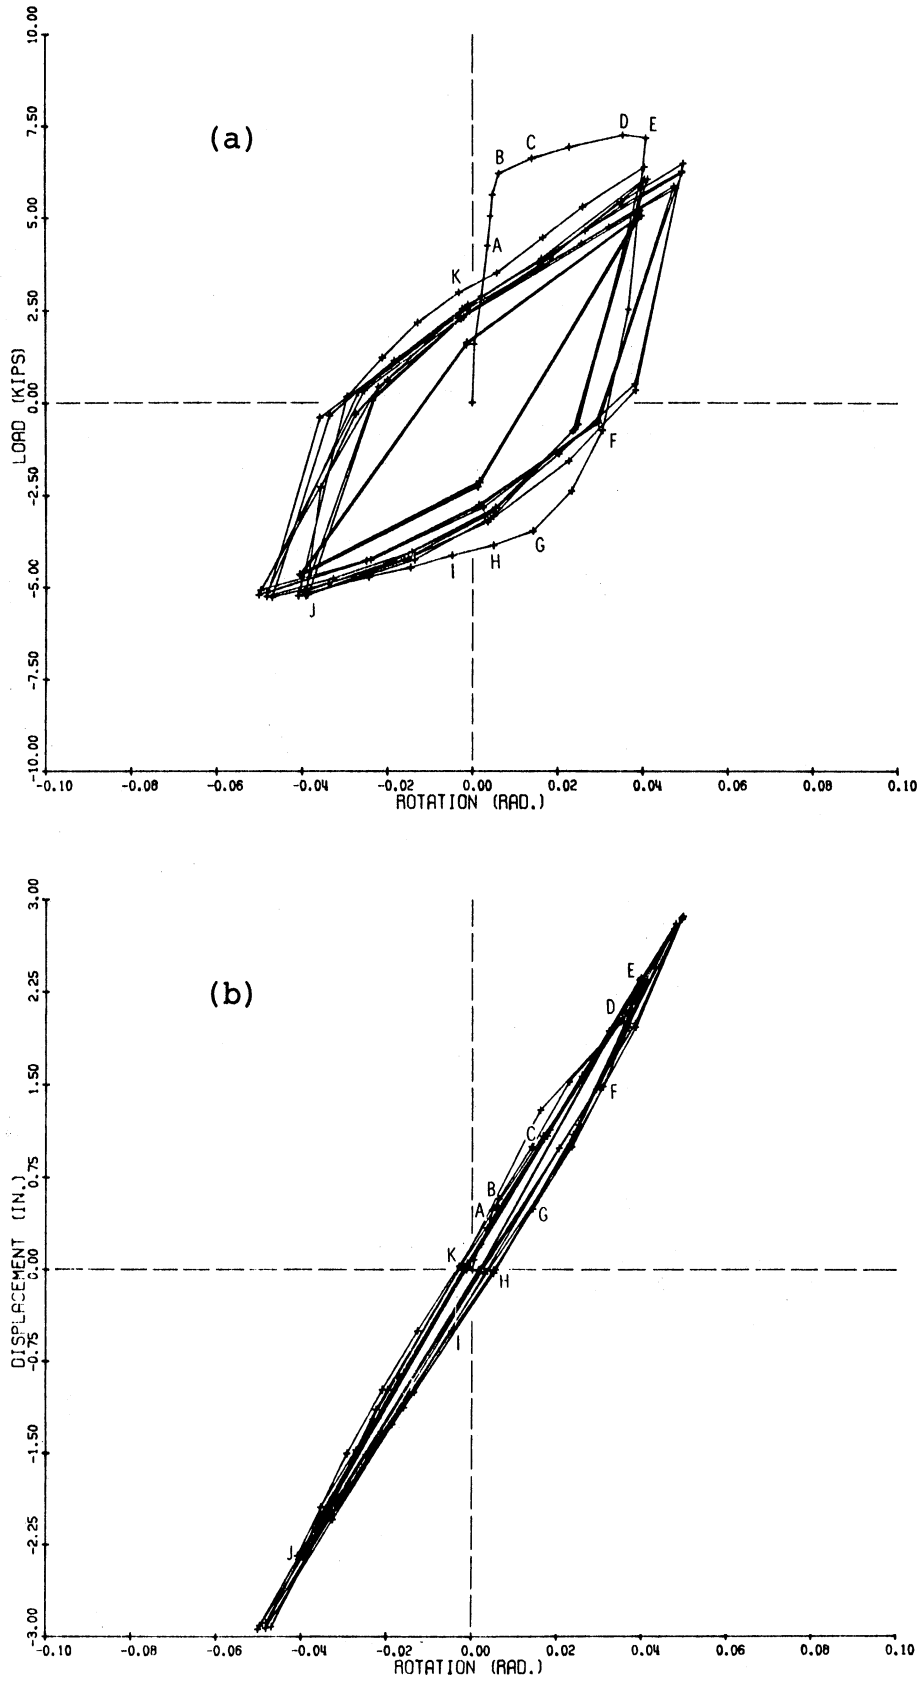 10.00
(a)
7.50
B C D E
5.00
A
K
2.50
LOAD (KIPS)
0.00
F
-2.50
G
I H
-5.00
J
-7.50
-10.00
-0.10 -0.08 -0.06 -0.04 -0.02 0.00 0.02 0.04 0.06 0.08 0.10
ROTATION (RAD.)
3.00
E
(b)
2.25
D
1.50
F
C
0.75
B
A G
DISPLACEMENT (IN.)
K
0.00
H
-0.75
I
-1.50
-2.25
J
-3.00
-0.10 -0.08 -0.06 -0.04 -0.02 0.00 0.02 0.04 0.06 0.08 0.10
ROTATION (RAD.)